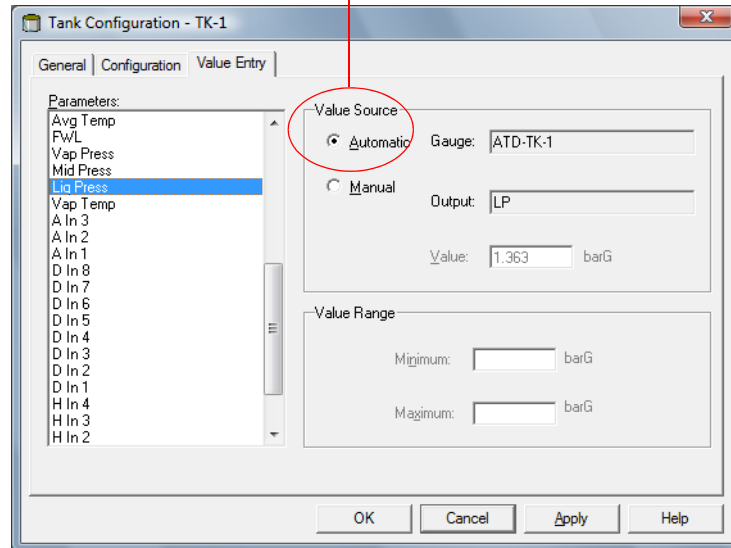 Tank Configuration - TK-1
General
Configuration
Value Entry
Parameters:
Avg Temp
FWL
Vap Press
Mid Press
Liq Press
Vap Temp
A In 3
A In 2
A In 1
D In 8
D In 7
D In 6
D In 5
D In 4
D In 3
D In 2
D In 1
H In 4
H In 3
H In 2
Value Source
Automatic
Gauge: ATD-TK-1
Manual
Output: LP
Value: 1.363 barG
Value Range
Minimum: barG
Maximum: barG
OK
Cancel
Apply
Help